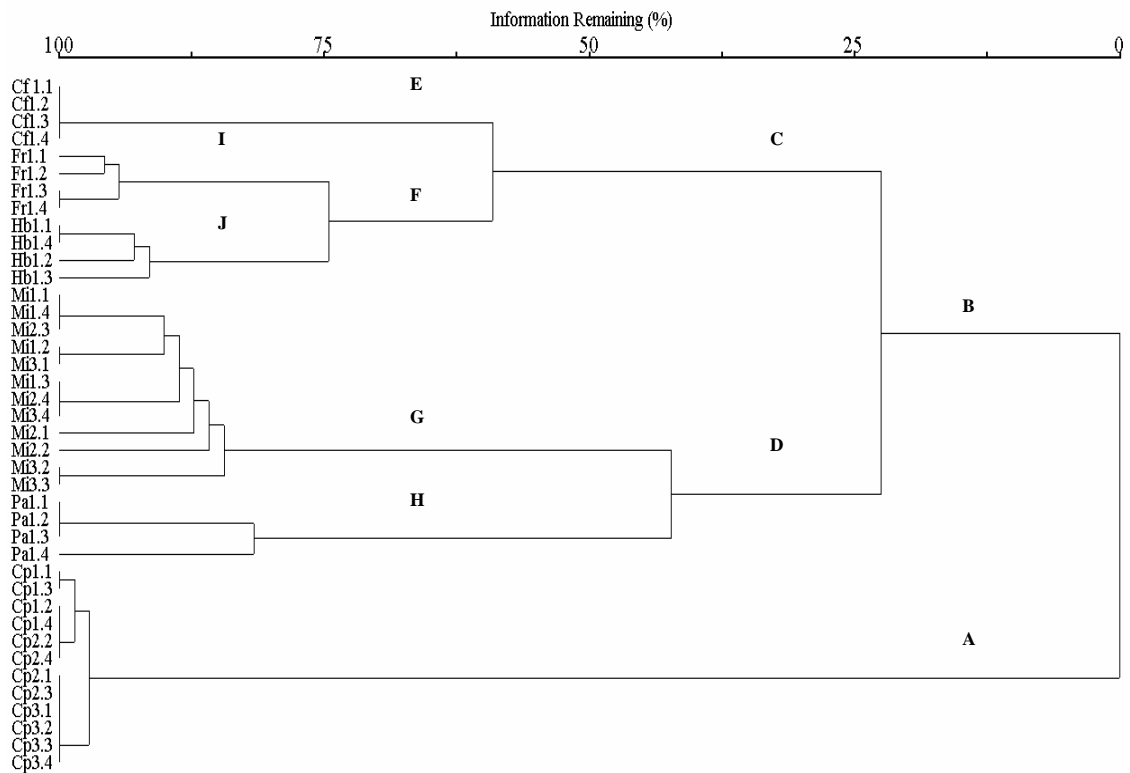 Information Remaining (%)
100 75 50 25 0
Cf 1.1 E
Cf1.2
Cf1.3
Cf1.4 I C
Fr1.1
Fr1.2
Fr1.3 F
Fr1.4
Hb1.1 J
Hb1.4
Hb1.2
Hb1.3
Mi1.1 B
Mi1.4
Mi2.3
Mi1.2
Mi3.1
Mi1.3
Mi2.4
Mi3.4 G
Mi2.1
Mi2.2 D
Mi3.2
Mi3.3
Pa1.1 H
Pa1.2
Pa1.3
Pa1.4
Cp1.1
Cp1.3
Cp1.2
Cp1.4
Cp2.2 A
Cp2.4
Cp2.1
Cp2.3
Cp3.1
Cp3.2
Cp3.3
Cp3.4